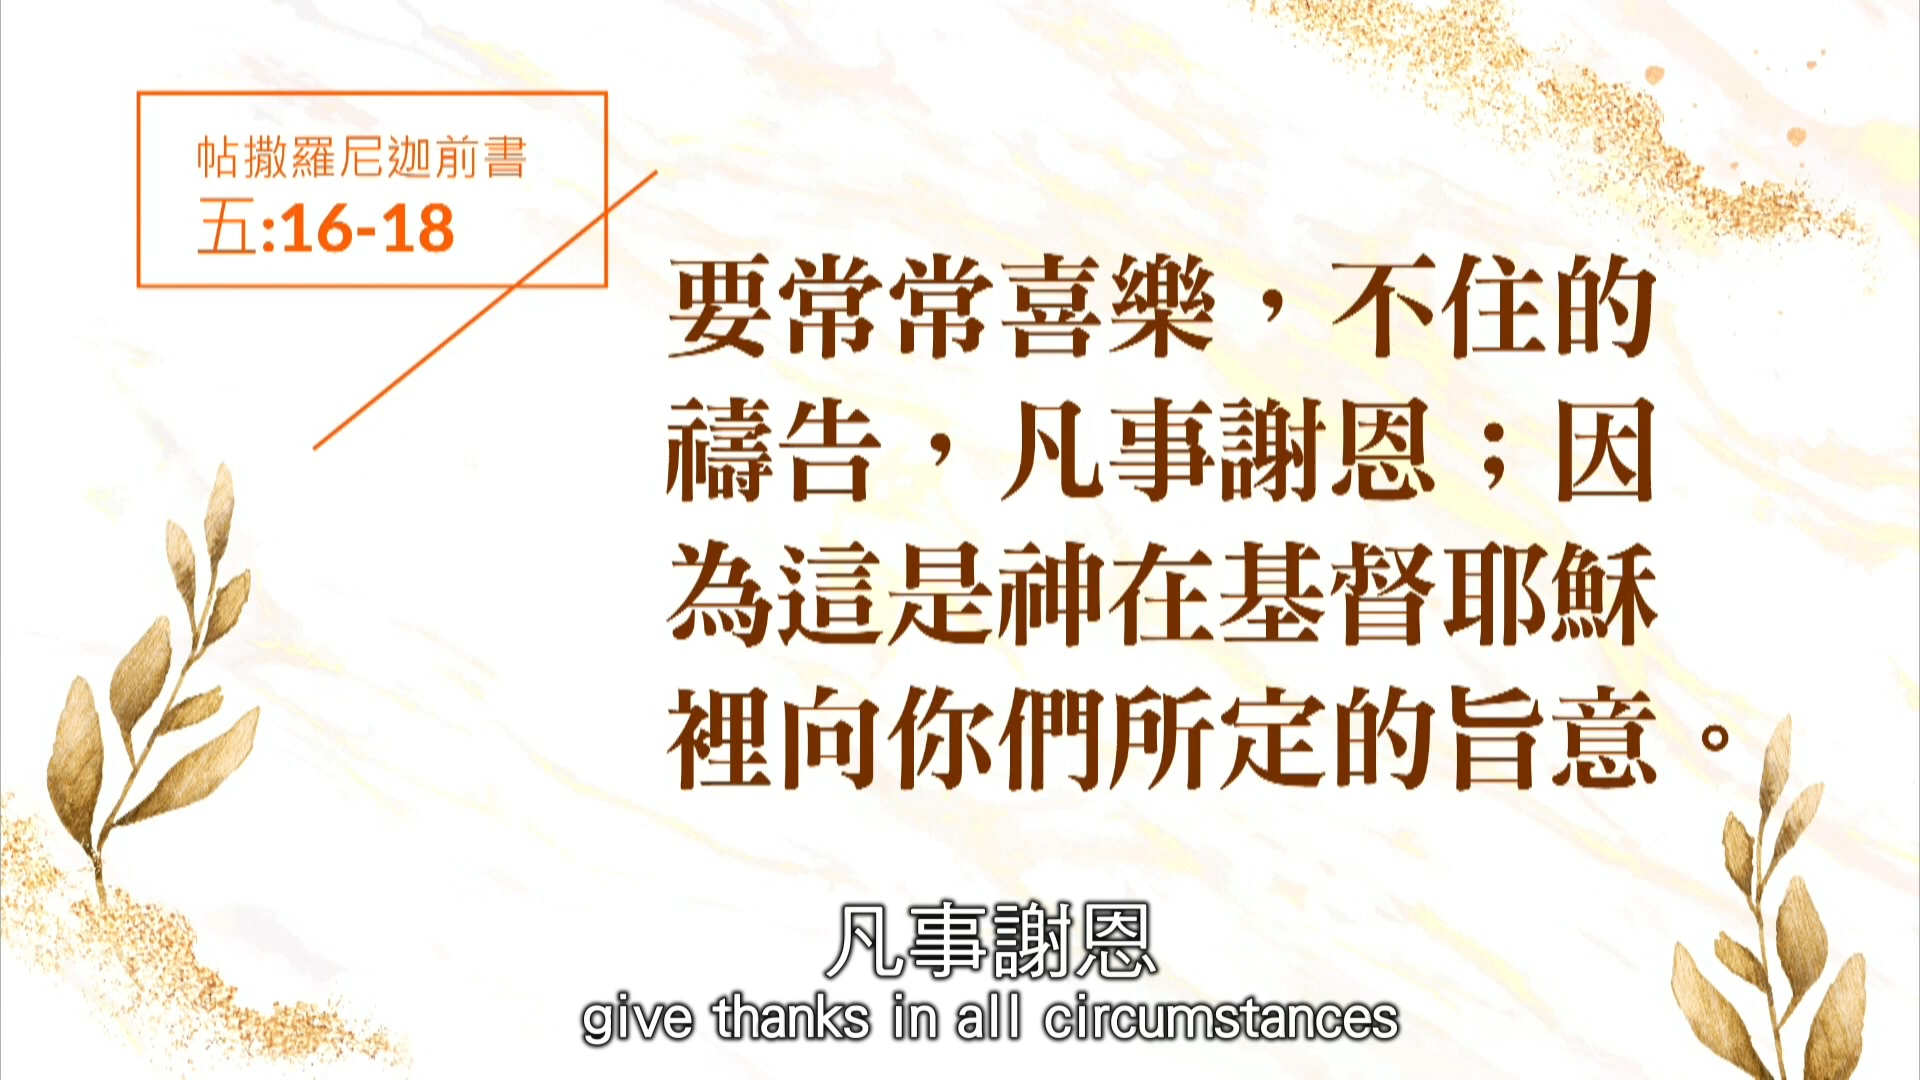 帖撒羅尼迦前書
五:16-18
要常常喜樂，不住的
禱告，凡事謝恩；因
為這是神在基督耶穌
裡向你們所定的旨意。
凡事謝恩
give thanks in all circumstances